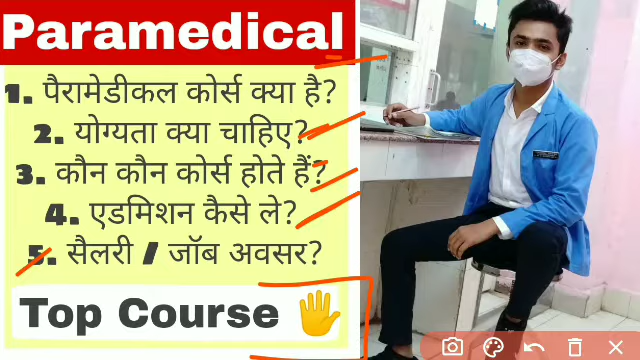 Paramedical
1. पैरामेडीकल कोर्स क्या है?
2. योग्यता क्या चाहिए?
3. कौन कौन कोर्स होते हैं?
4. एडमिशन कैसे ले?
5. सैलरी / जॉब अवसर?
Top Course 🖐